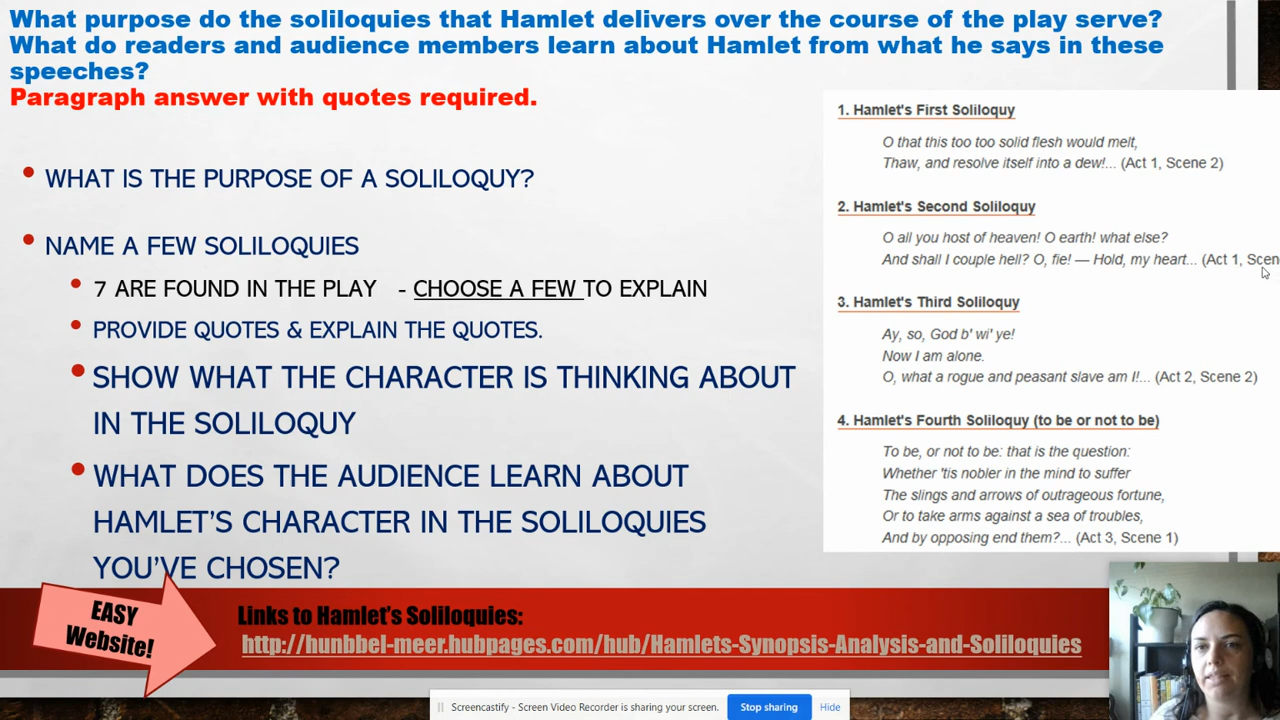 What purpose do the soliloquies that Hamlet delivers over the course of the play serve?
What do readers and audience members learn about Hamlet from what he says in these
speeches?
Paragraph answer with quotes required.
• WHAT IS THE PURPOSE OF A SOLILOQUY?
• NAME A FEW SOLILOQUIES
• 7 ARE FOUND IN THE PLAY - CHOOSE A FEW TO EXPLAIN
• PROVIDE QUOTES & EXPLAIN THE QUOTES.
• SHOW WHAT THE CHARACTER IS THINKING ABOUT
IN THE SOLILOQUY
• WHAT DOES THE AUDIENCE LEARN ABOUT
HAMLET'S CHARACTER IN THE SOLILOQUIES
YOU'VE CHOSEN?
1. Hamlet's First Soliloquy
O that this too too solid flesh would melt,
Thaw, and resolve itself into a dew!... (Act 1, Scene 2)
2. Hamlet's Second Soliloquy
O all you host of heaven! O earth! what else?
And shall I couple hell? O, fie! — Hold, my heart... (Act 1, Scen
3. Hamlet's Third Soliloquy
Ay, so, God b' wi' ye!
Now I am alone.
O, what a rogue and peasant slave am I!... (Act 2, Scene 2)
4. Hamlet's Fourth Soliloquy (to be or not to be)
To be, or not to be: that is the question:
Whether 'tis nobler in the mind to suffer
The slings and arrows of outrageous fortune,
Or to take arms against a sea of troubles,
And by opposing end them?... (Act 3, Scene 1)
EASY
Website!
Links to Hamlet's Soliloquies:
http://hunbbel-meer.hubpages.com/hub/Hamlets-Synopsis-Analysis-and-Soliloquies
Screencastify - Screen Video Recorder is sharing your screen.
Stop sharing
Hide